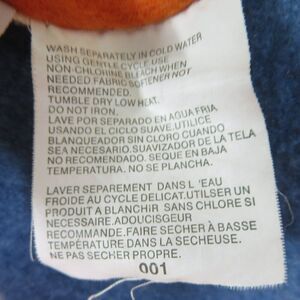 WASH SEPARATELY IN COLD WATER
USING GENTLE CYCLE.USE
NON-CHLORINE BLEACH WHEN
NEEDED FABRIC SOFTENER NOT
RECOMMENDED.
TUMBLE DRY LOW HEAT.
DO NOT IRON.
LAVE POR SEPARADO EN AGUA FRIA
USANDO EL CICLO SUAVE.UTILICE
BLANQUEADOR SIN CLORO CUANDO
SEA NECESARIO.SUAVIZADOR DE LA TELA
NO RECOMENDADO. SEQUE EN BAJA
TEMPERATURA. NO SE PLANCHA.
LAVER SEPAREMENT DANS L 'EAU
FROIDE AU CYCLE DELICAT.UTILSER UN
PRODUIT A BLANCHIR SANS CHLORE SI
NECESSAIRE.ADOUCISGEUR
RECOMMANDE.FAIRE SECHER À BASSE
TEMPÉRATURE DANS LA SECHEUSE.
NE PAS SECHER PROPRE.
001